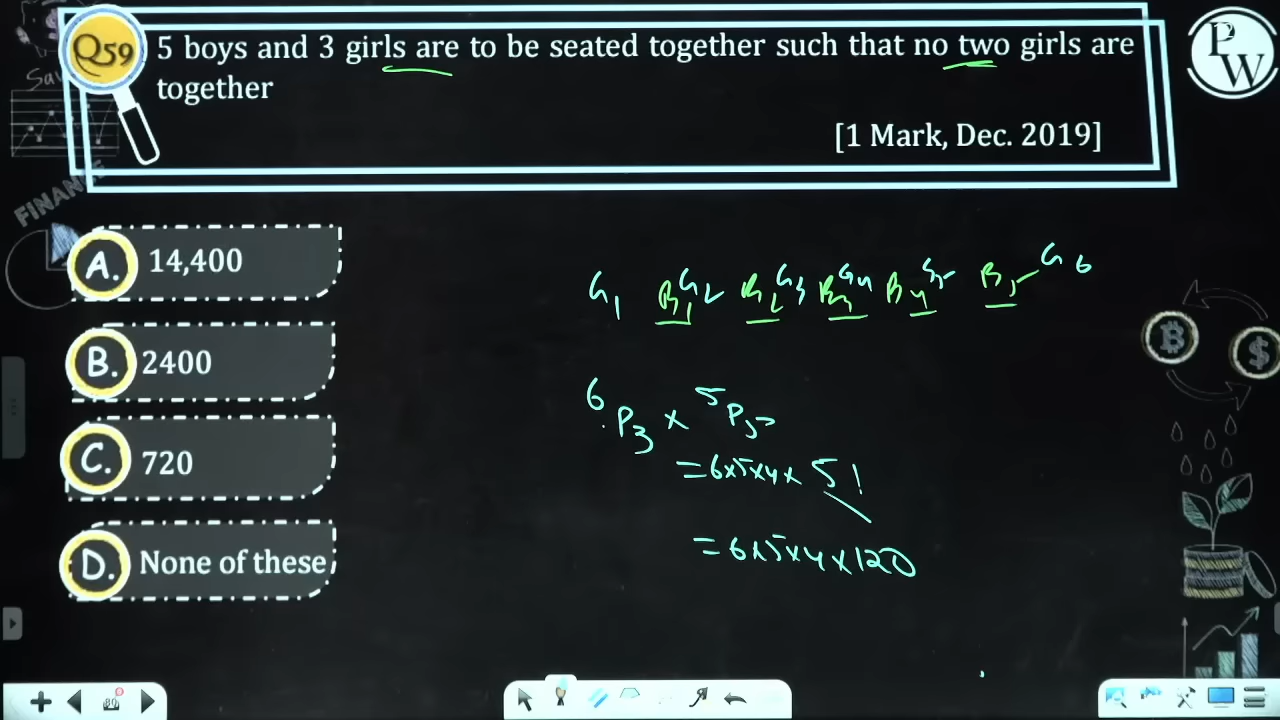 Q59 5 boys and 3 girls are to be seated together such that no two girls are
together
[1 Mark, Dec. 2019]
PW
FINANCE
A. 14,400
B. 2400
C. 720
D. None of these
G₁ B₁ G₂ B₂ G₃ B₃ G₄ B₄ G₅ B₅ G₆
⁶P₃ × ⁵P₅
= 6×5×4× 5!
= 6×5×4×120
80